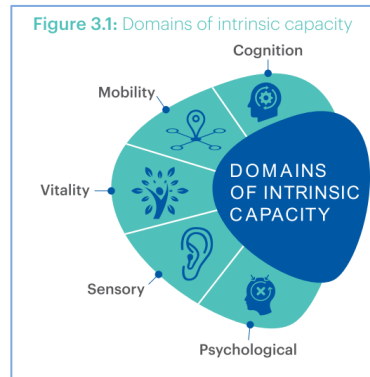 Figure 3.1: Domains of intrinsic capacity
Cognition
Mobility
Vitality
Sensory
Psychological
DOMAINS
OF INTRINSIC
CAPACITY